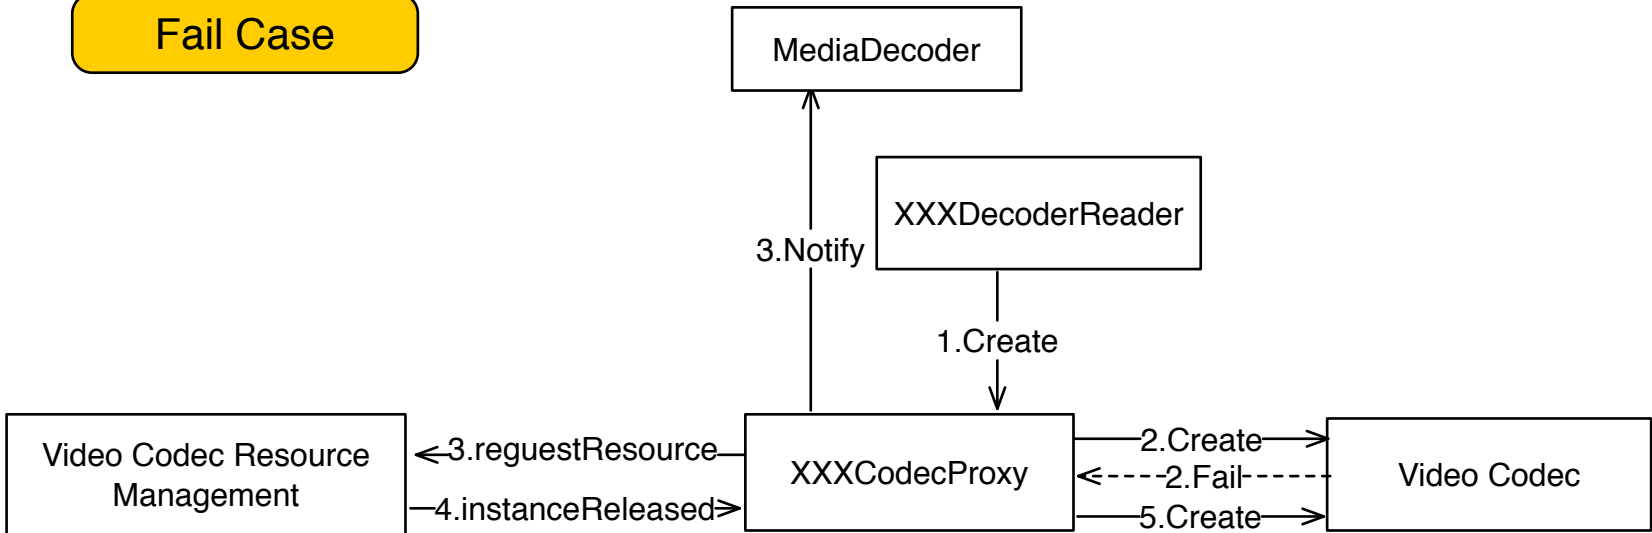 Fail Case
MediaDecoder
XXXDecoderReader
3.Notify
1.Create
Video Codec Resource
Management
3.reguestResource
4.instanceReleased
XXXCodecProxy
2.Create
2.Fail
5.Create
Video Codec